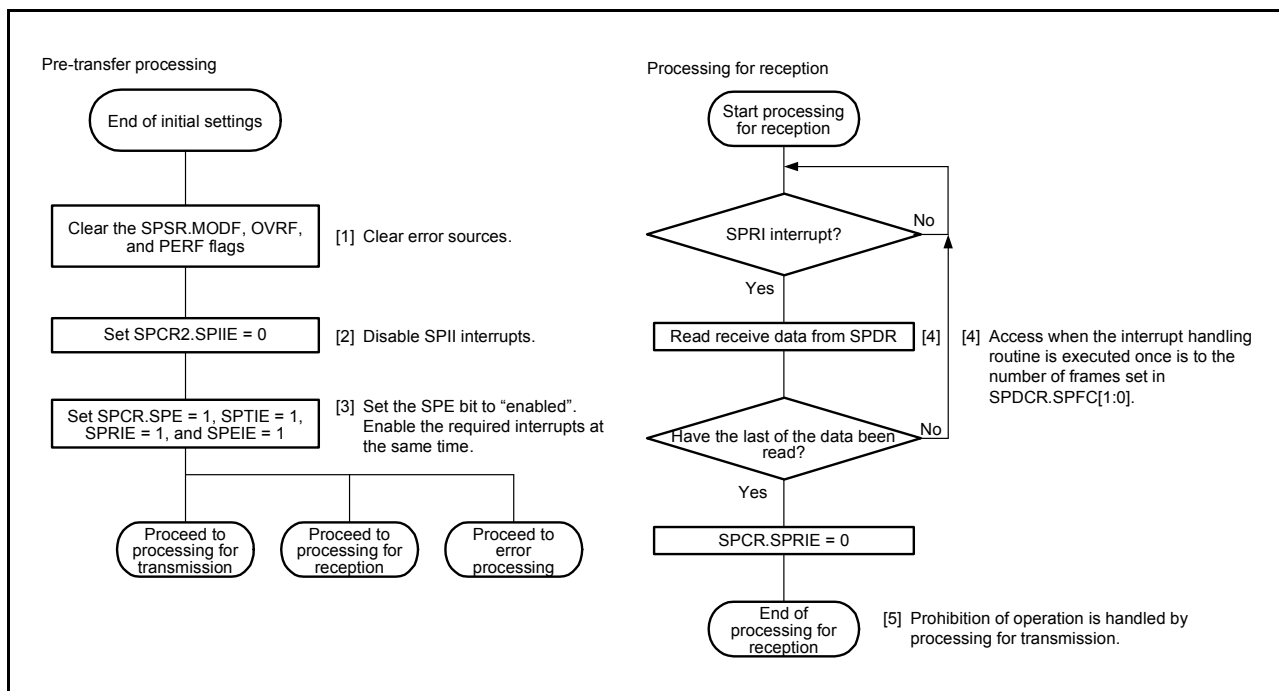 Pre-transfer processing
End of initial settings
Clear the SPSR.MODF, OVRF,
and PERF flags
[1] Clear error sources.
Set SPCR2.SPIIE = 0
[2] Disable SPII interrupts.
Set SPCR.SPE = 1, SPTIE = 1,
SPRIE = 1, and SPEIE = 1
[3] Set the SPE bit to “enabled”.
Enable the required interrupts at
the same time.
Proceed to
processing for
transmission
Proceed to
processing for
reception
Proceed to
error
processing
Processing for reception
Start processing
for reception
SPRI interrupt?
No
Yes
Read receive data from SPDR
[4]
[4] Access when the interrupt handling
routine is executed once is to the
number of frames set in
SPDCR.SPFC[1:0].
Have the last of the data been
read?
No
Yes
SPCR.SPRIE = 0
End of
processing for
reception
[5] Prohibition of operation is handled by
processing for transmission.